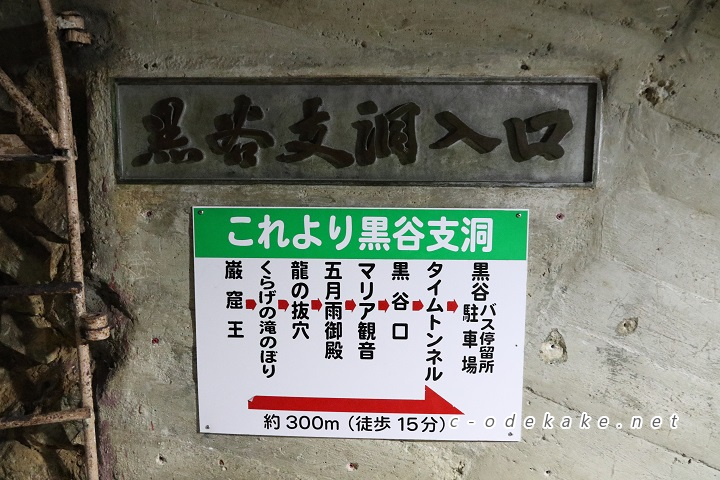 黒谷支洞入口
これより黒谷支洞
巌窟王
くらげの滝のぼり
龍の抜穴
五月雨御殿
マリア観音
黒谷口
タイムトンネル
黒谷バス停留所
駐車場
約300m（徒歩15分）
c-odekake.net